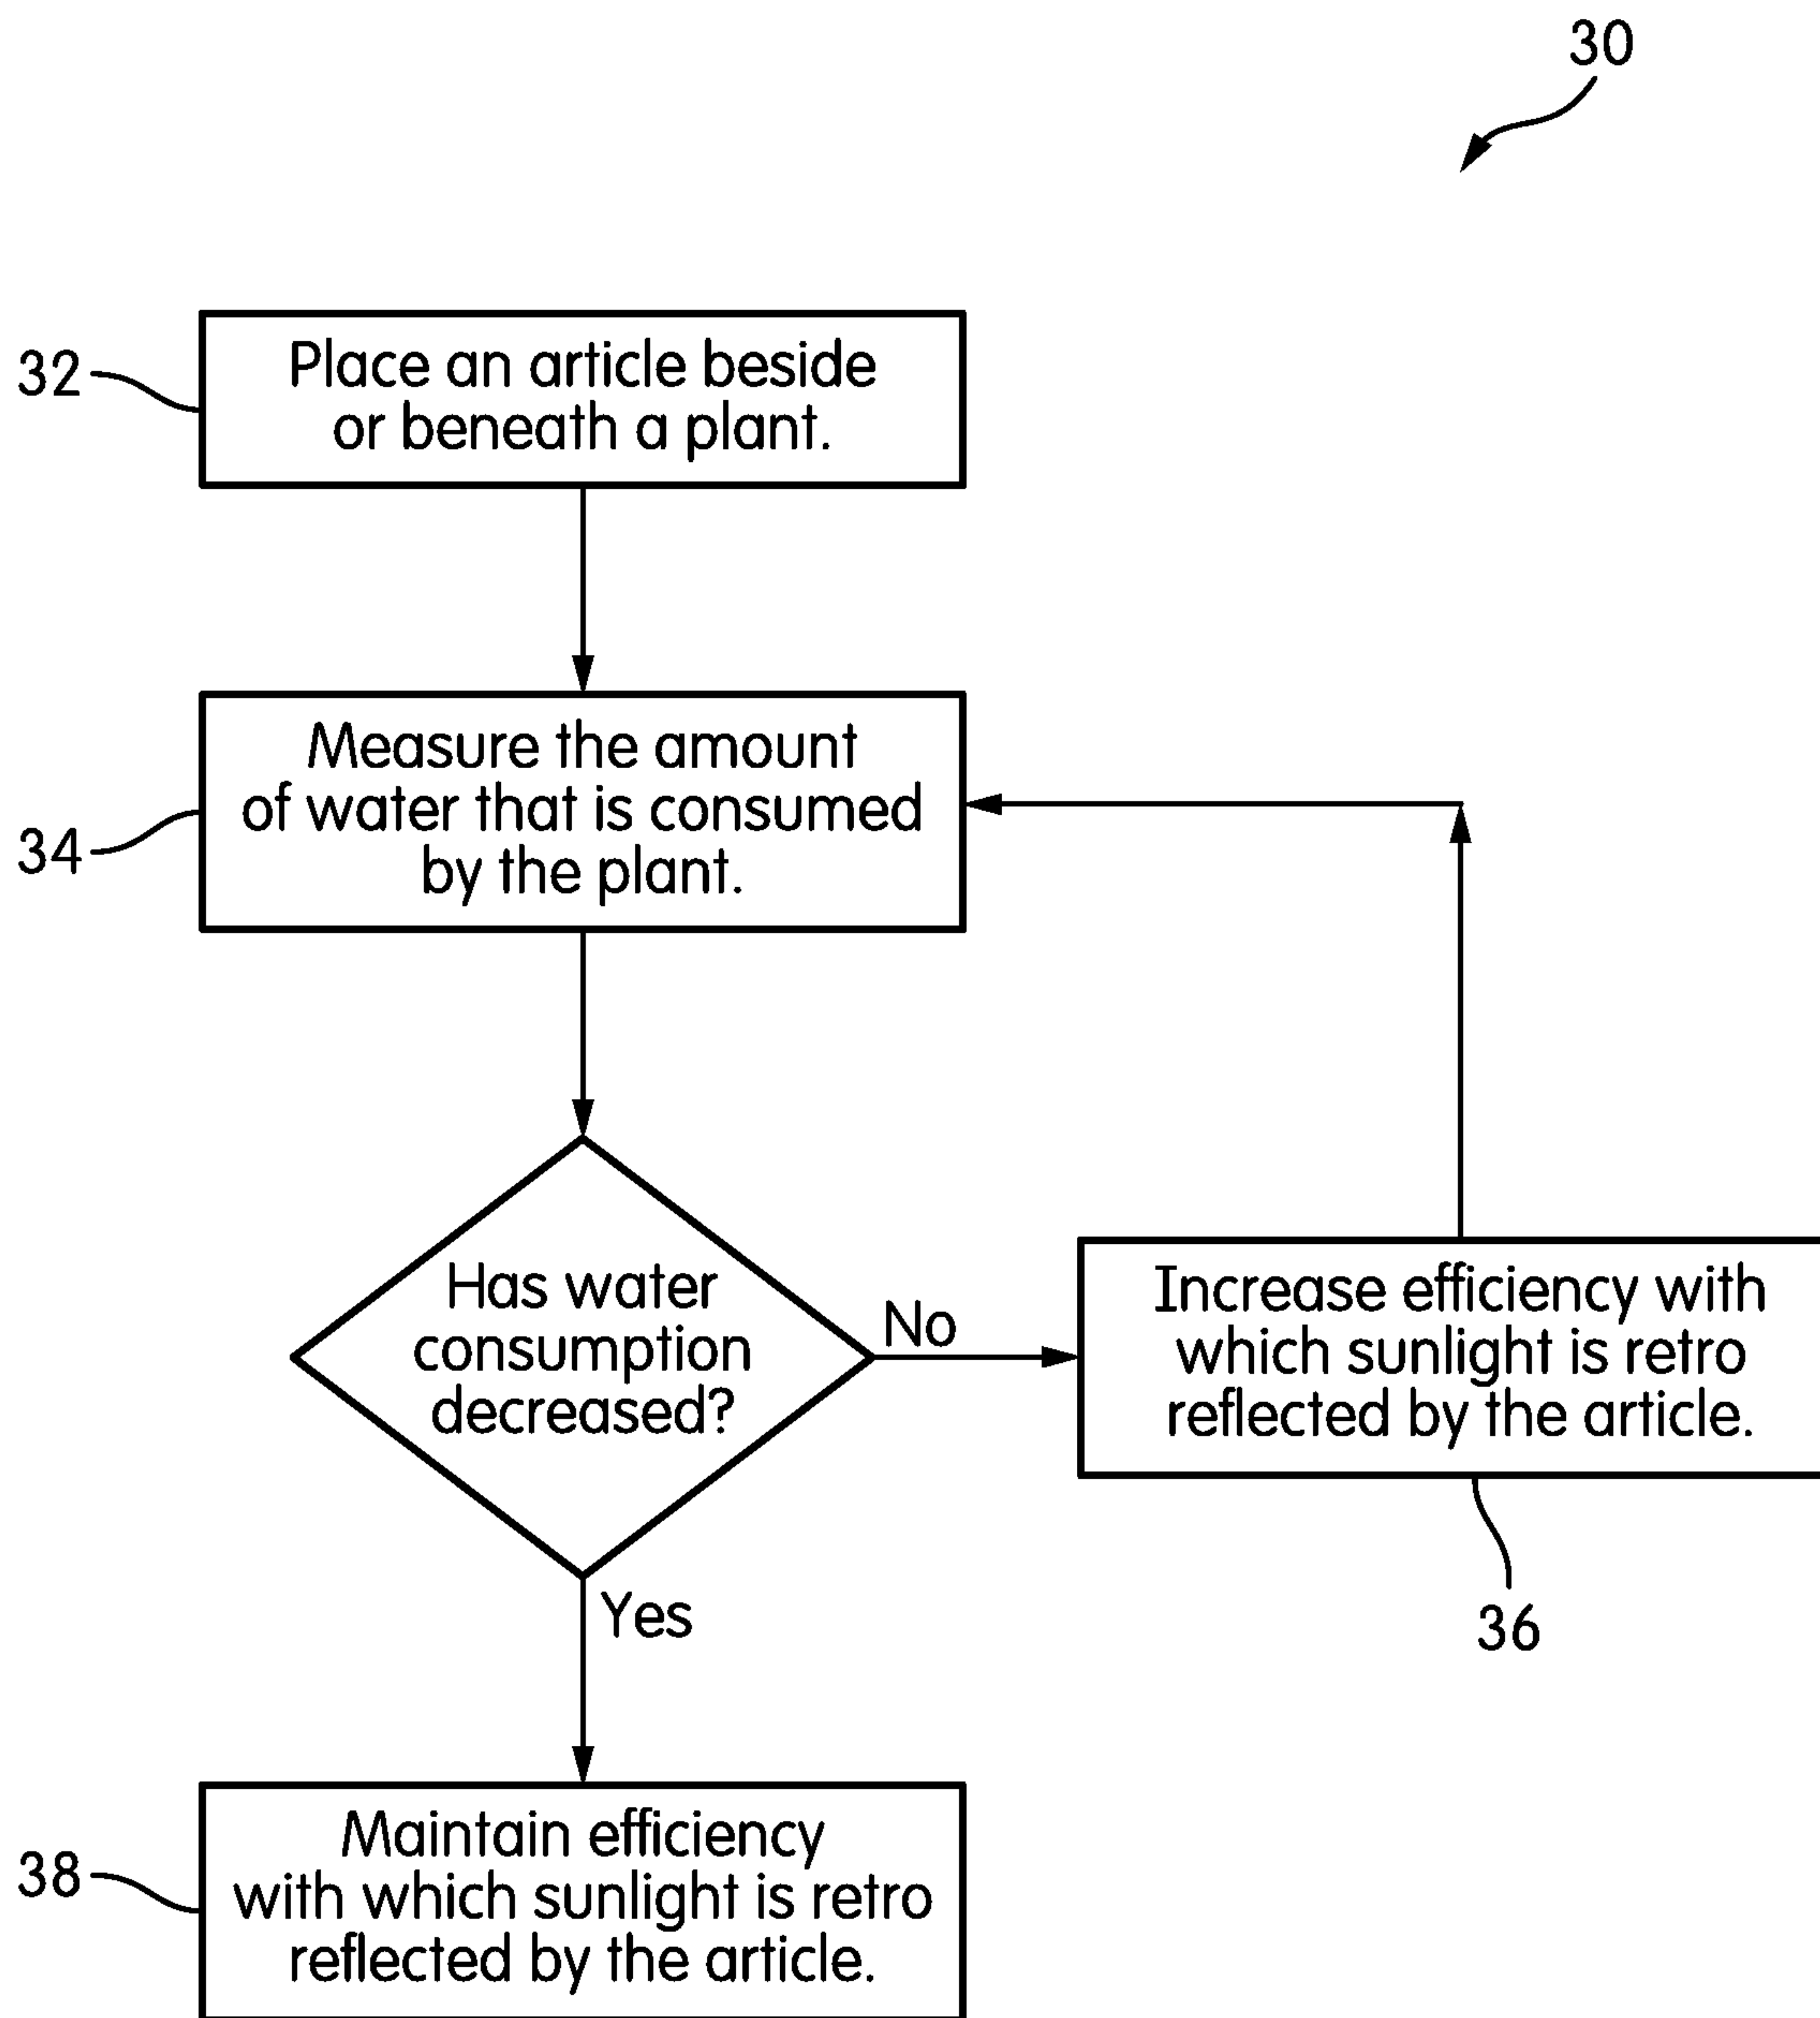 30
32
Place an article beside
or beneath a plant.
34
Measure the amount
of water that is consumed
by the plant.
Has water
consumption
decreased?
No
Increase efficiency with
which sunlight is retro
reflected by the article.
36
Yes
38
Maintain efficiency
with which sunlight is retro
reflected by the article.